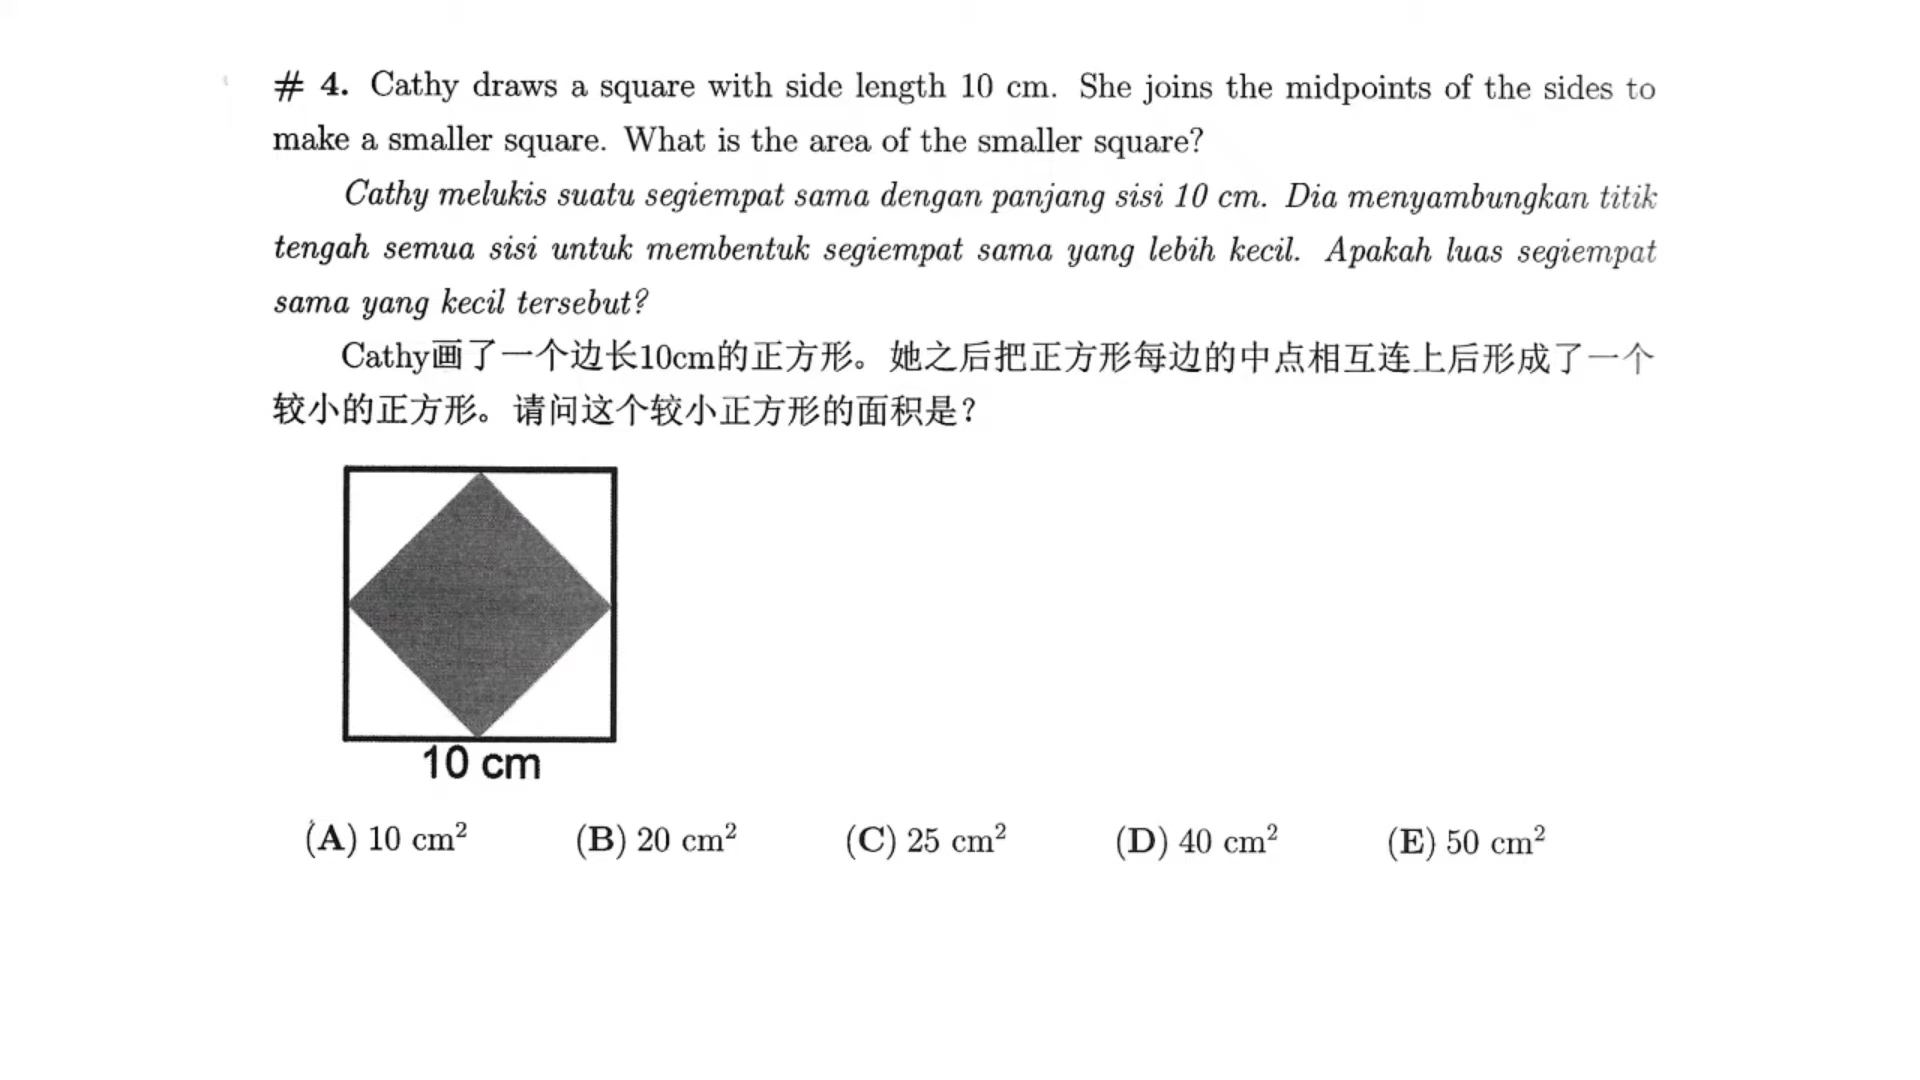 # 4. Cathy draws a square with side length 10 cm. She joins the midpoints of the sides to
make a smaller square. What is the area of the smaller square?
Cathy melukis suatu segiempat sama dengan panjang sisi 10 cm. Dia menyambungkan titik
tengah semua sisi untuk membentuk segiempat sama yang lebih kecil. Apakah luas segiempat
sama yang kecil tersebut?
Cathy画了一个边长10cm的正方形。她之后把正方形每边的中点相互连上后形成了一个
较小的正方形。请问这个较小正方形的面积是?
10 cm
(A) 10 cm² (B) 20 cm² (C) 25 cm² (D) 40 cm² (E) 50 cm²